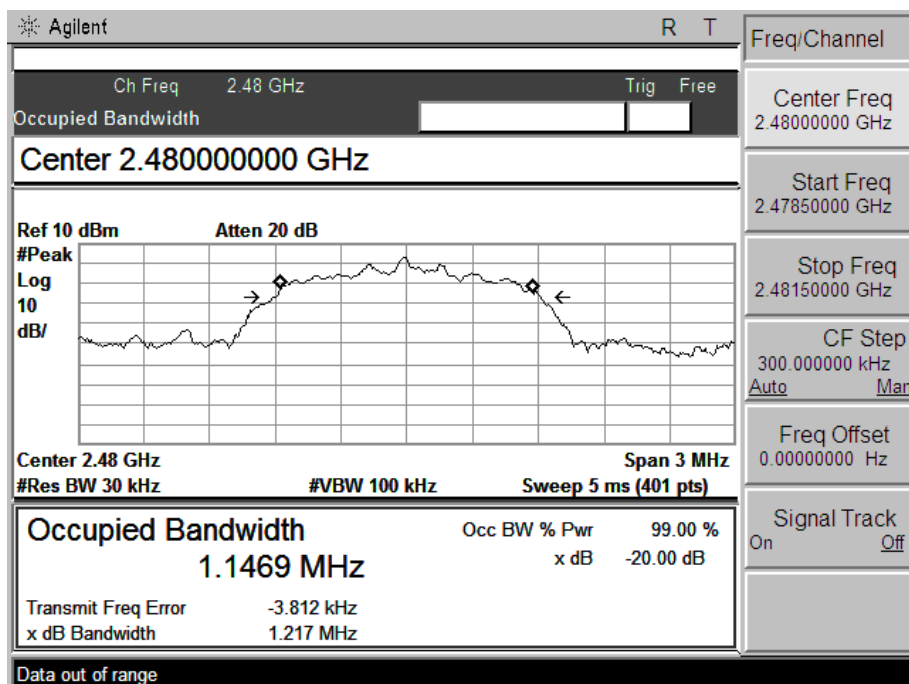 Agilent R T
Ch Freq 2.48 GHz Trig Free
Occupied Bandwidth
Center 2.480000000 GHz
Ref 10 dBm Atten 20 dB
#Peak
Log
10
dB/
Center 2.48 GHz Span 3 MHz
#Res BW 30 kHz #VBW 100 kHz Sweep 5 ms (401 pts)
Occupied Bandwidth Occ BW % Pwr 99.00 %
1.1469 MHz x dB -20.00 dB
Transmit Freq Error -3.812 kHz
x dB Bandwidth 1.217 MHz
Data out of range
Freq/Channel
Center Freq
2.48000000 GHz
Start Freq
2.47850000 GHz
Stop Freq
2.48150000 GHz
CF Step
300.000000 kHz
Auto Man
Freq Offset
0.00000000 Hz
Signal Track
On Off